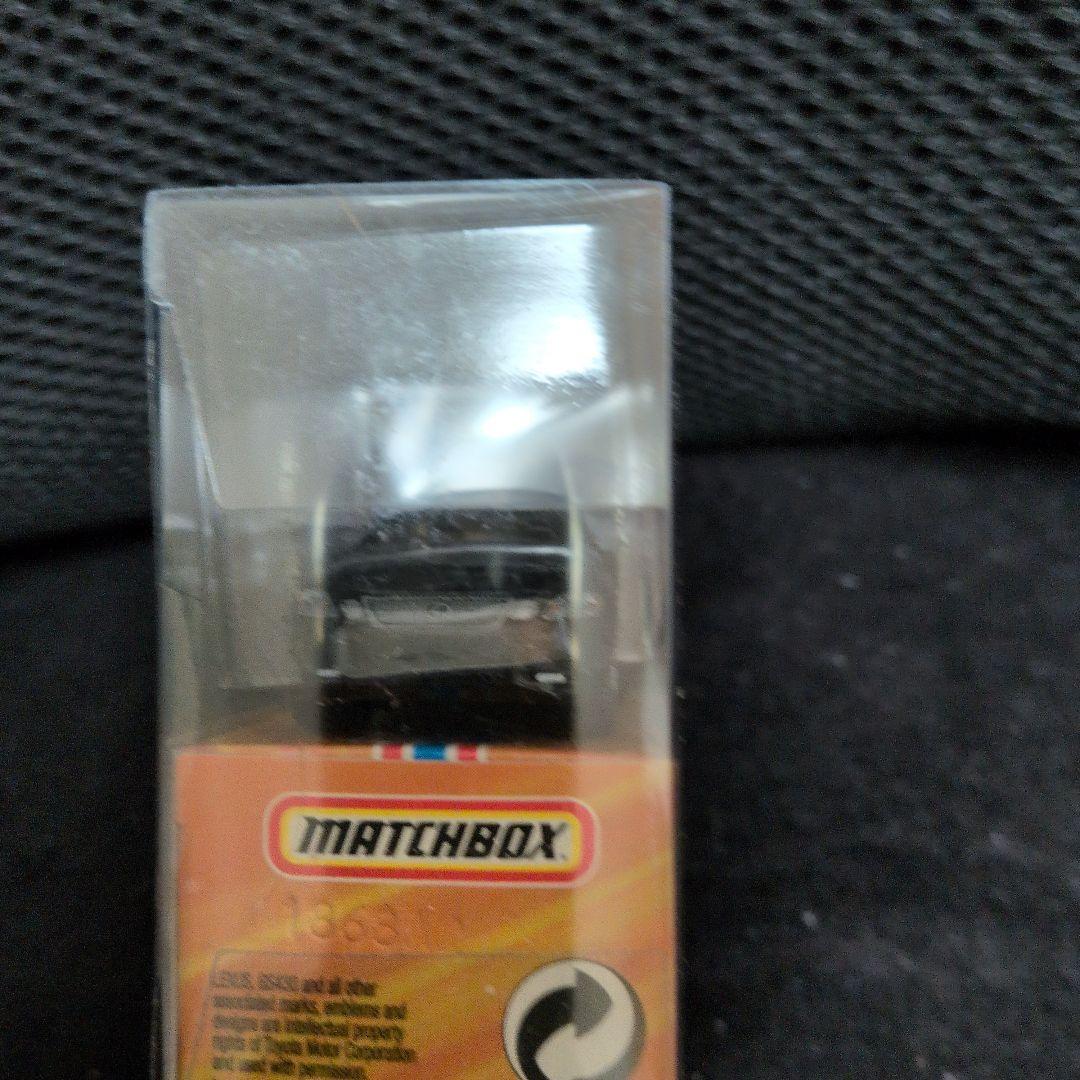 MATCHBOX
LEXUS, GS430 and all other
associated marks, emblems and
designs are intellectual property
rights of Toyota Motor Corporation
and used with permission.